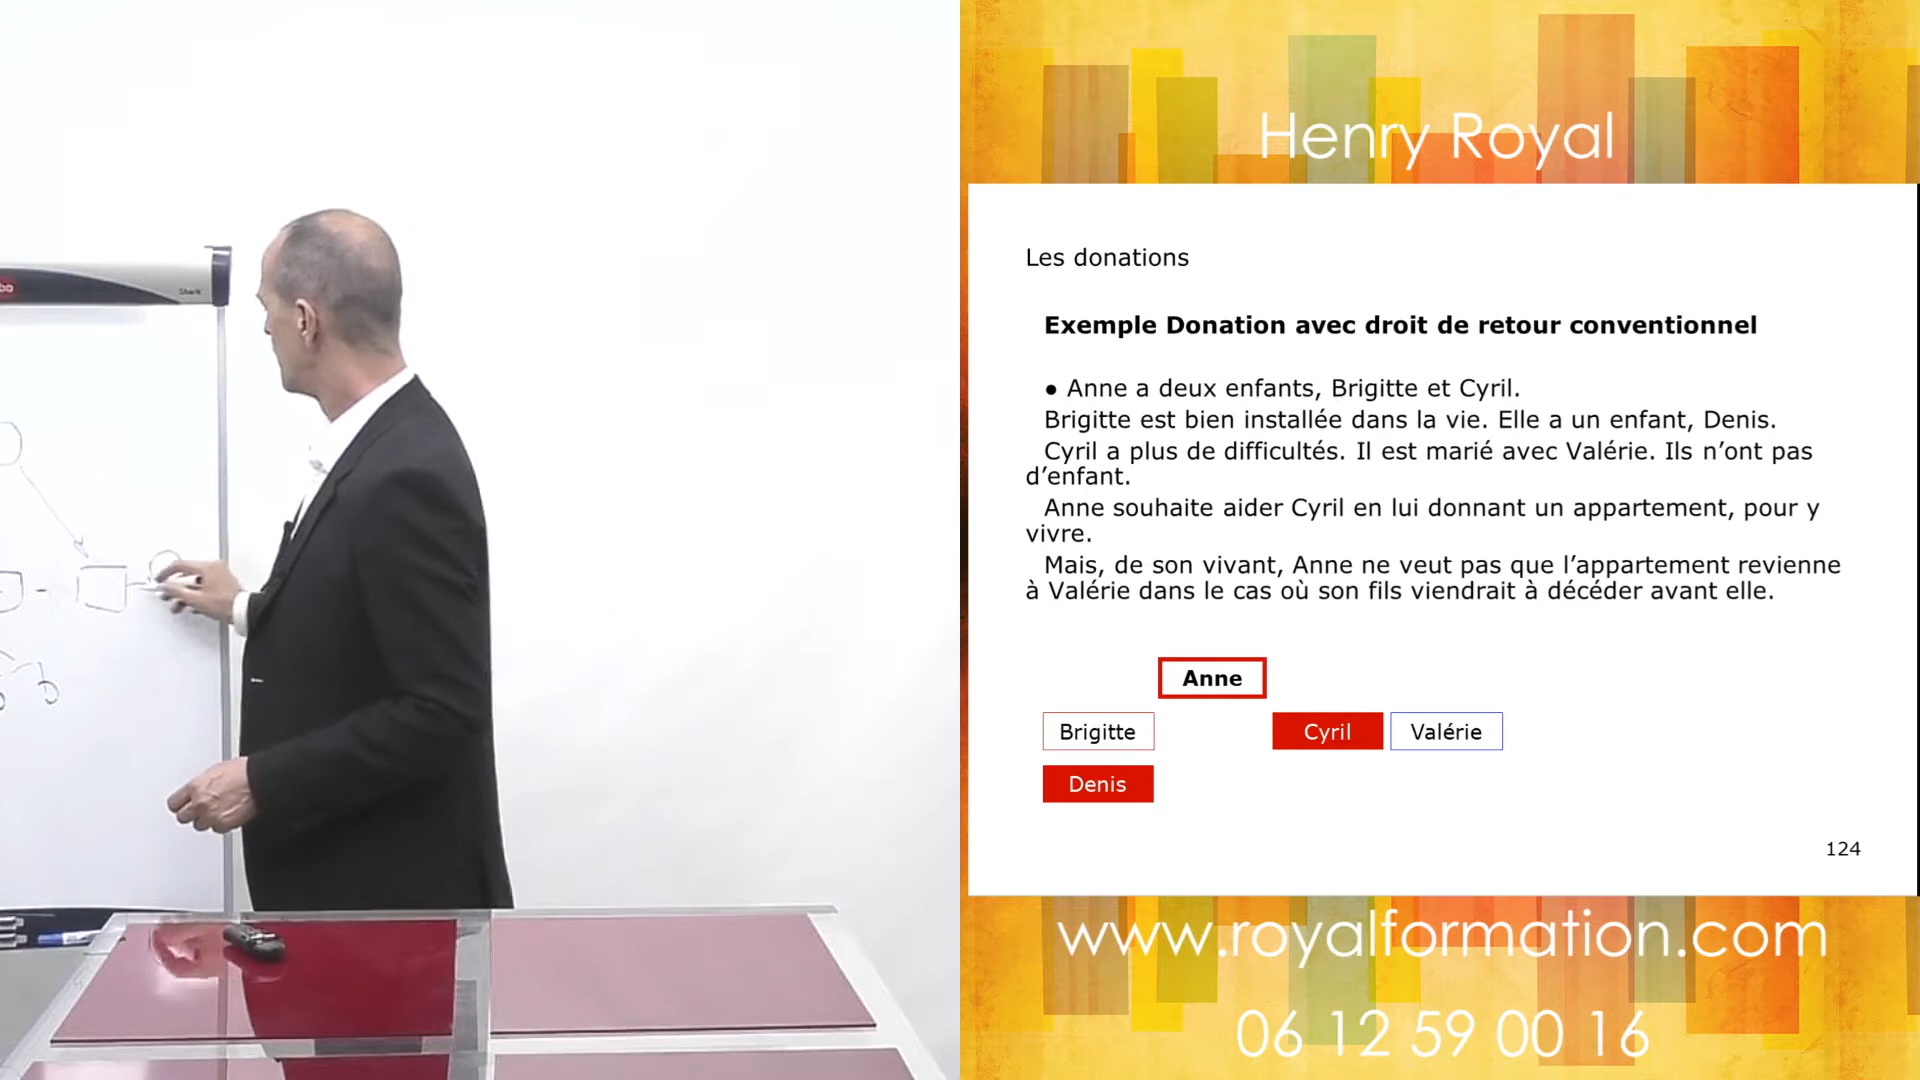 Shark
Henry Royal
Les donations
Exemple Donation avec droit de retour conventionnel
● Anne a deux enfants, Brigitte et Cyril.
Brigitte est bien installée dans la vie. Elle a un enfant, Denis.
Cyril a plus de difficultés. Il est marié avec Valérie. Ils n’ont pas
d’enfant.
Anne souhaite aider Cyril en lui donnant un appartement, pour y
vivre.
Mais, de son vivant, Anne ne veut pas que l’appartement revienne
à Valérie dans le cas où son fils viendrait à décéder avant elle.
Anne
Brigitte
Cyril
Valérie
Denis
124
www.royalformation.com
06 12 59 00 16